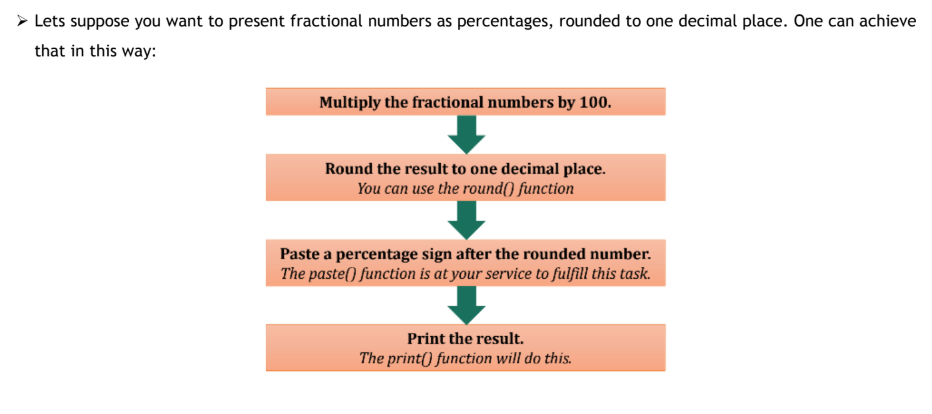 ➢ Lets suppose you want to present fractional numbers as percentages, rounded to one decimal place. One can achieve
that in this way:
Multiply the fractional numbers by 100.
Round the result to one decimal place.
You can use the round() function
Paste a percentage sign after the rounded number.
The paste() function is at your service to fulfill this task.
Print the result.
The print() function will do this.